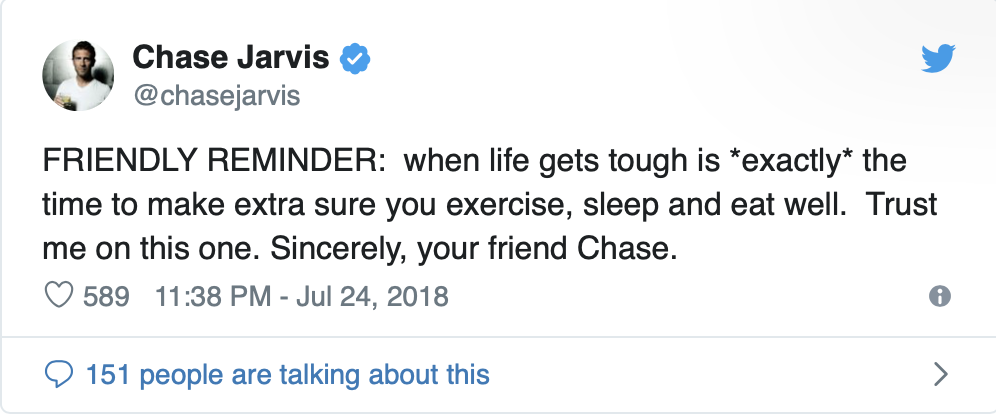 Chase Jarvis
@chasejarvis
FRIENDLY REMINDER:  when life gets tough is *exactly* the
time to make extra sure you exercise, sleep and eat well.  Trust
me on this one. Sincerely, your friend Chase.
589 11:38 PM - Jul 24, 2018
151 people are talking about this